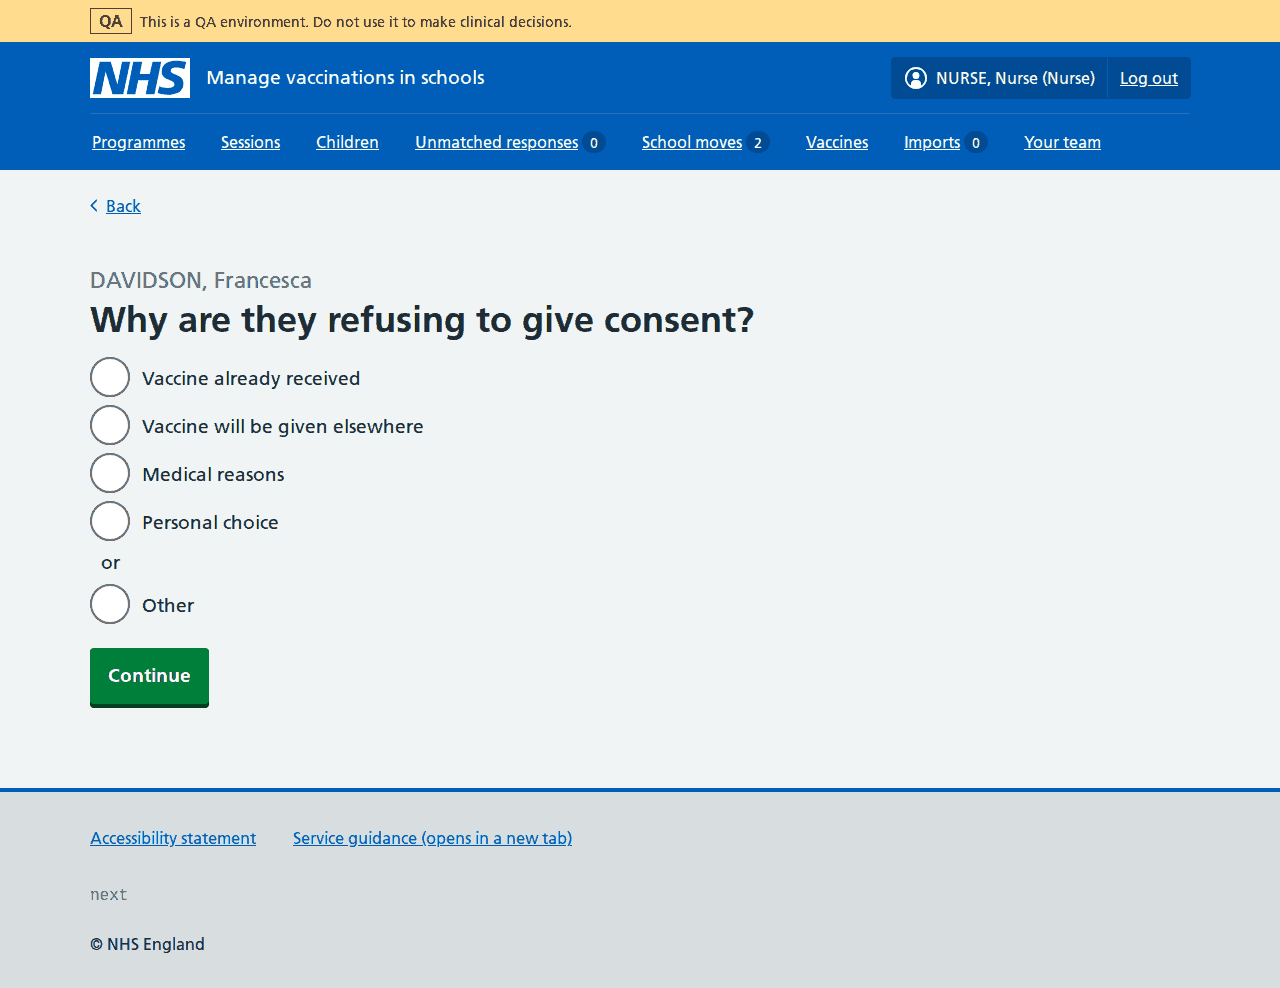 QA This is a QA environment. Do not use it to make clinical decisions.
NHS Manage vaccinations in schools NURSE, Nurse (Nurse) Log out
Programmes Sessions Children Unmatched responses 0 School moves 2 Vaccines Imports 0 Your team
Back
DAVIDSON, Francesca
Why are they refusing to give consent?
Vaccine already received
Vaccine will be given elsewhere
Medical reasons
Personal choice
or
Other
Continue
Accessibility statement Service guidance (opens in a new tab)
next
© NHS England